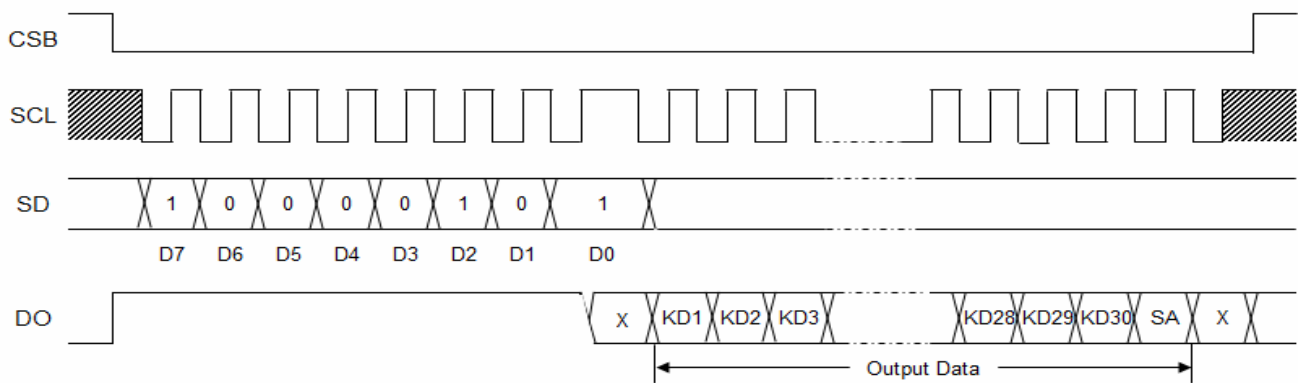 CSB
SCL
SD 1 0 0 0 0 1 0 1
D7 D6 D5 D4 D3 D2 D1 D0
DO X KD1 KD2 KD3 KD28 KD29 KD30 SA X
Output Data